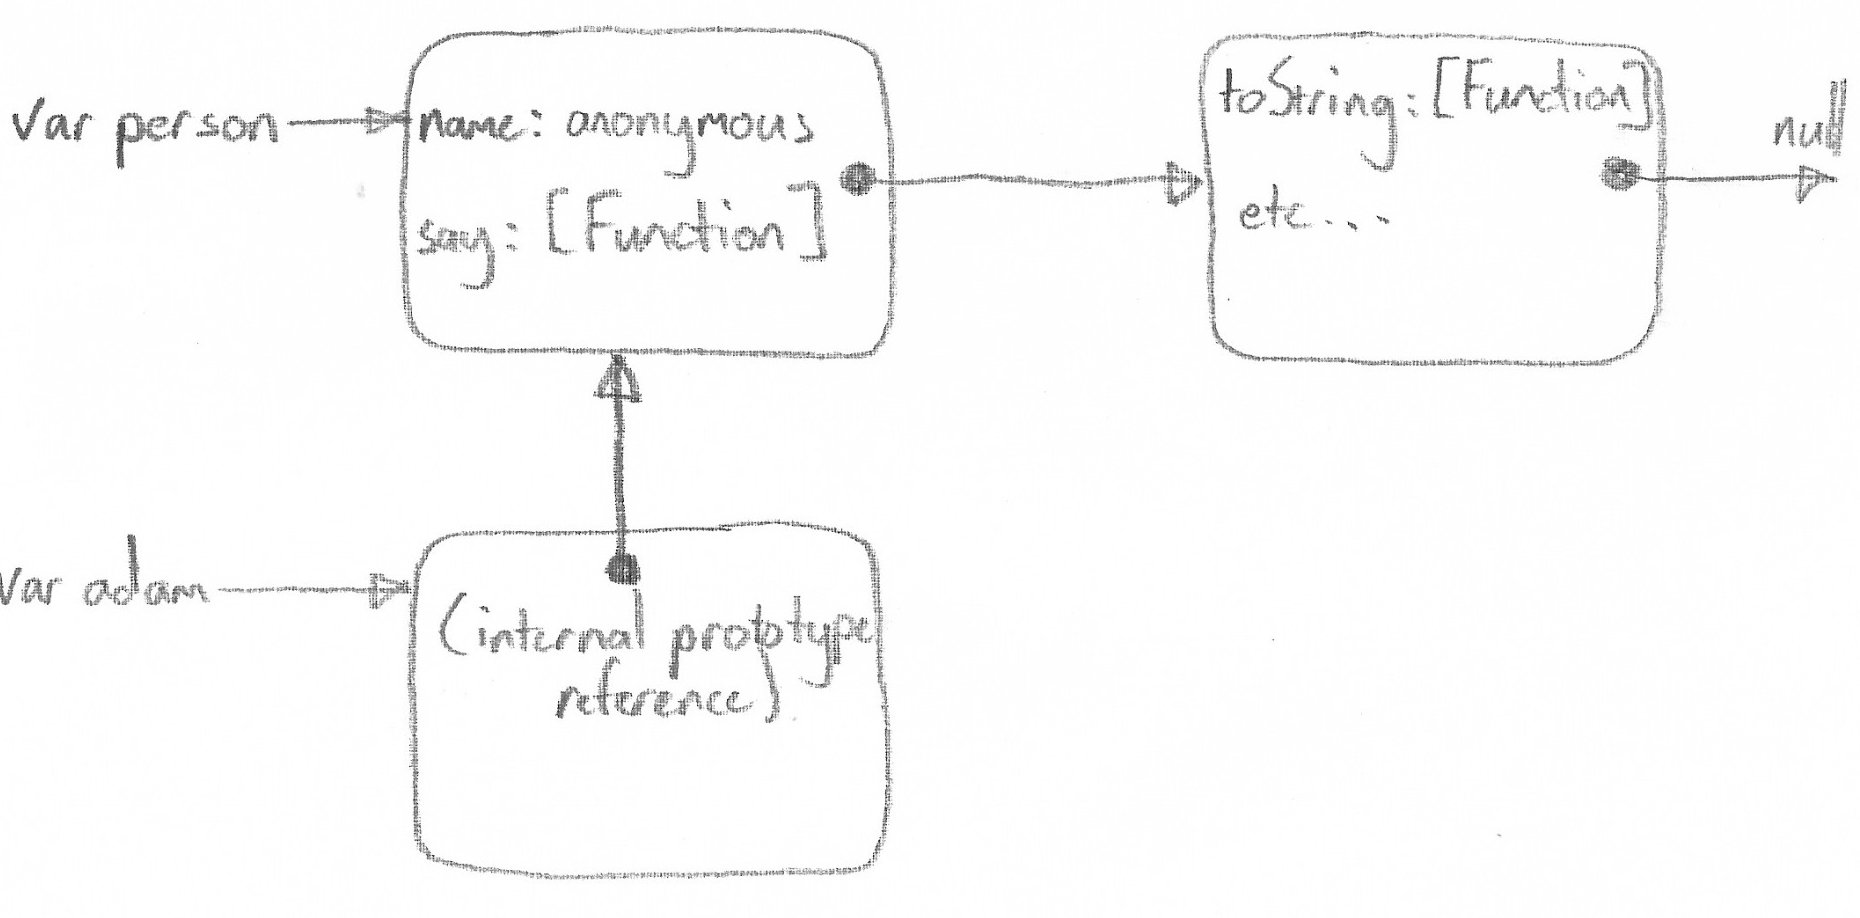 Var person
name: anonymous
say: [Function]
toString: [Function]
etc...
null
Var adam
(internal prototype
reference)